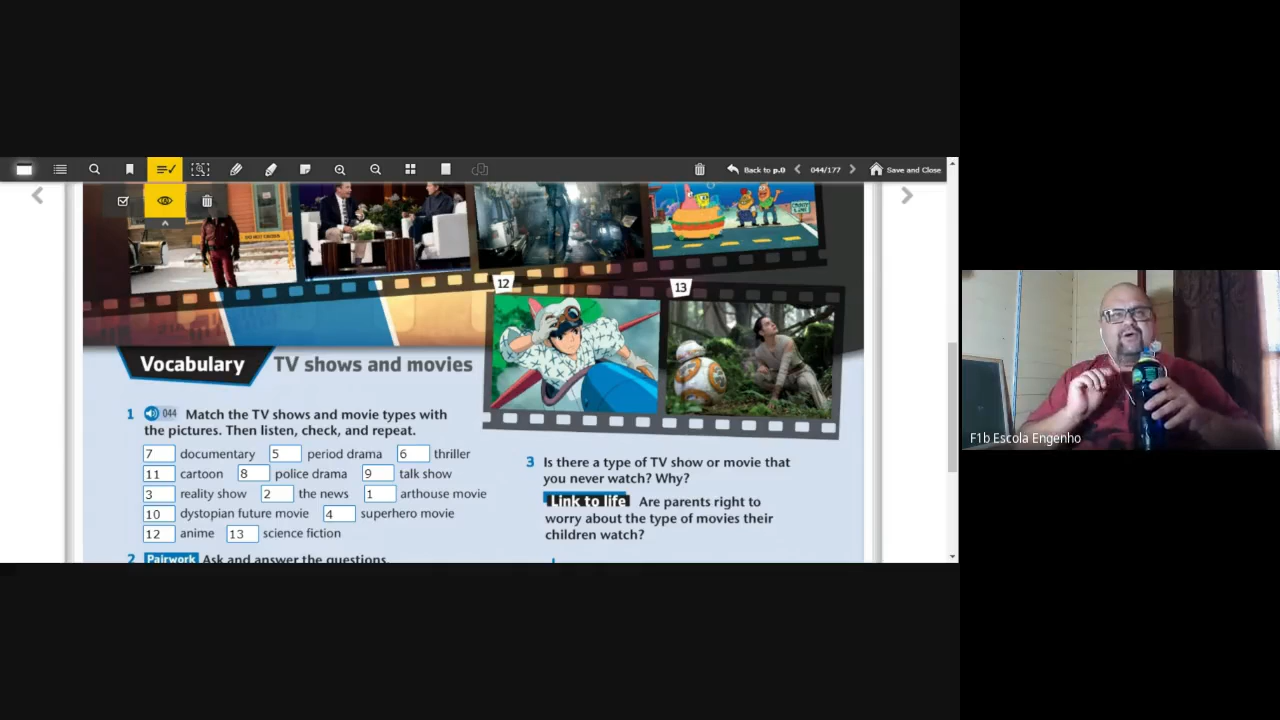 Back to p.0
044/177
Save and Close
12
13
Vocabulary TV shows and movies
1 044 Match the TV shows and movie types with
the pictures. Then listen, check, and repeat.
7 documentary 5 period drama 6 thriller
11 cartoon 8 police drama 9 talk show
3 reality show 2 the news 1 arthouse movie
10 dystopian future movie 4 superhero movie
12 anime 13 science fiction
2 Pairwork Ask and answer the questions.
3 Is there a type of TV show or movie that
you never watch? Why?
Link to life Are parents right to
worry about the type of movies their
children watch?
F1b Escola Engenho